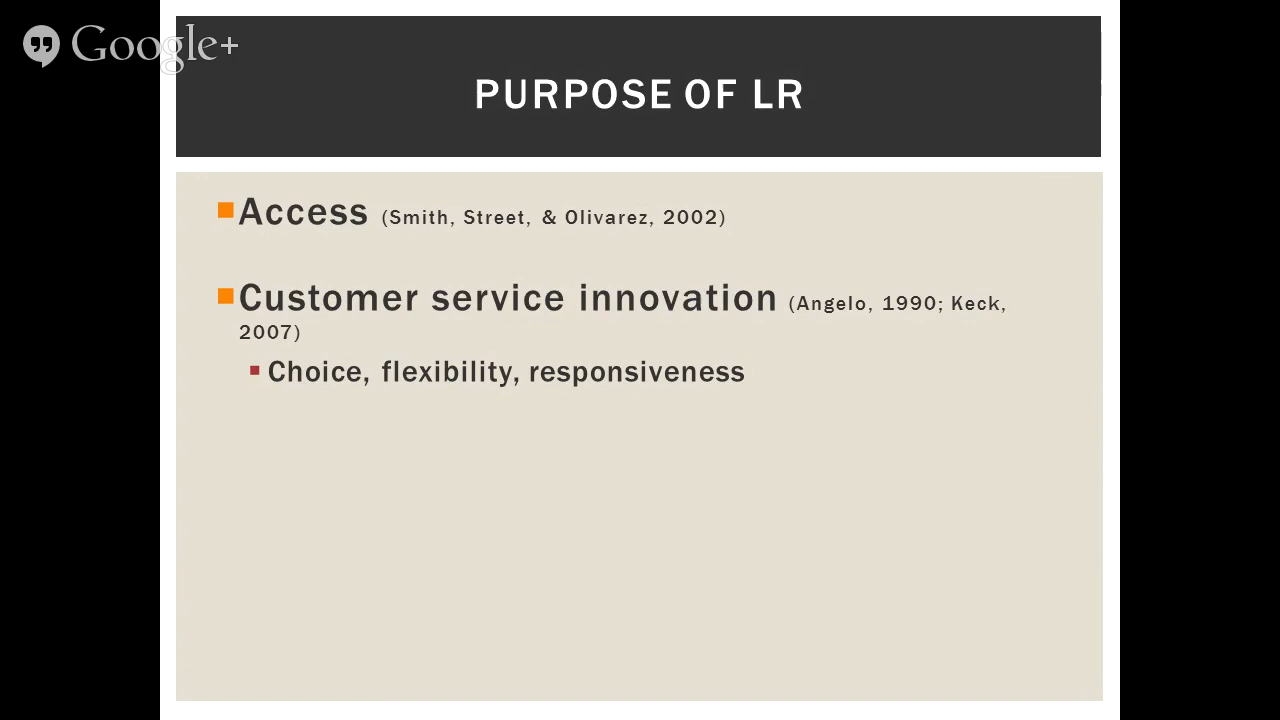 Google+
PURPOSE OF LR
Access (Smith, Street, & Olivarez, 2002)
Customer service innovation (Angelo, 1990; Keck,
2007)
Choice, flexibility, responsiveness